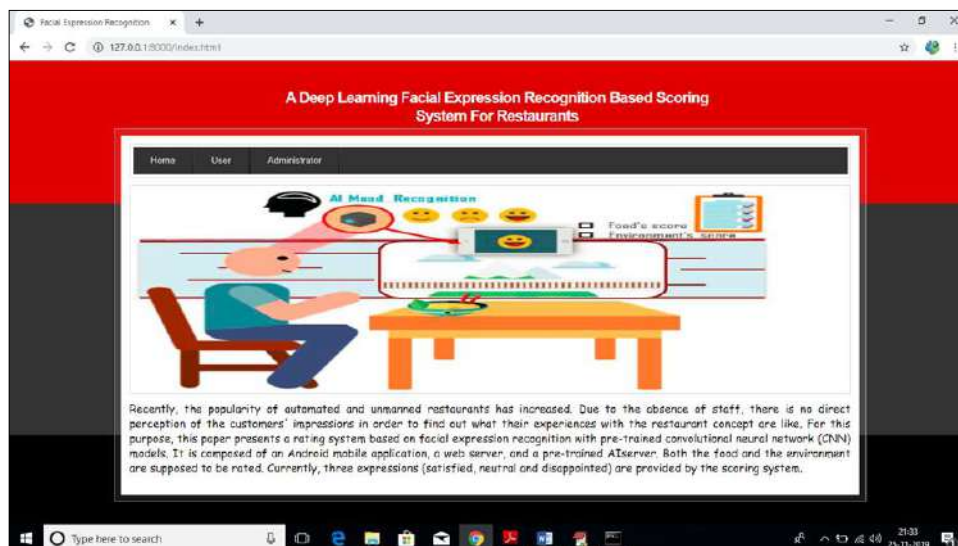 Facial Expression Recognition
127.0.0.1:8000/index.html
A Deep Learning Facial Expression Recognition Based Scoring
System For Restaurants
Home User Administrator
AI Mood Recognition
Food's score
Environment's score
Recently, the popularity of automated and unmanned restaurants has increased. Due to the absence of staff, there is no direct
perception of the customers' impressions in order to find out what their experiences with the restaurant concept are like. For this
purpose, this paper presents a rating system based on facial expression recognition with pre-trained convolutional neural network (CNN)
models. It is composed of an Android mobile application, a web server, and a pre-trained AIserver. Both the food and the environment
are supposed to be rated. Currently, three expressions (satisfied, neutral and disappointed) are provided by the scoring system.
Type here to search
21:33
25-11-2019